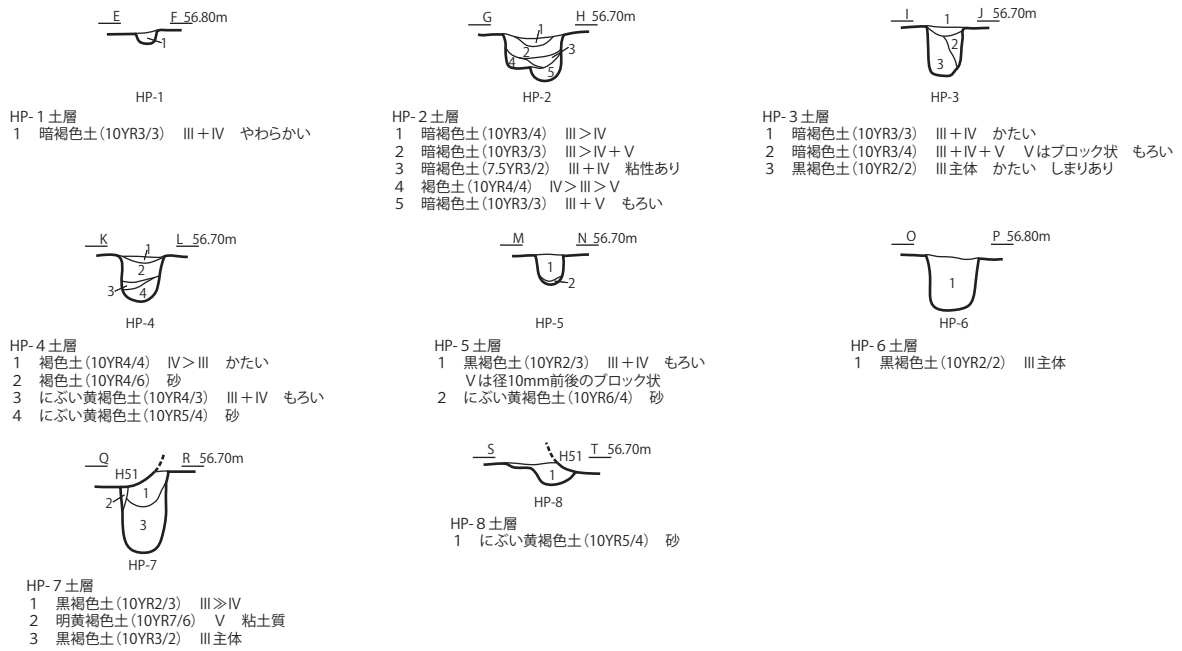 E F 56.80m
1
HP-1
HP-1土層
1 暗褐色土(10YR3/3) Ⅲ＋Ⅳ やわらかい
G H 56.70m
1
2
3
4
5
HP-2
HP-2土層
1 暗褐色土(10YR3/4) Ⅲ＞Ⅳ
2 暗褐色土(10YR3/3) Ⅲ＞Ⅳ＋Ⅴ
3 暗褐色土(7.5YR3/2) Ⅲ＋Ⅳ 粘性あり
4 褐色土(10YR4/4) Ⅳ＞Ⅲ＞Ⅴ
5 暗褐色土(10YR3/3) Ⅲ＋Ⅴ もろい
I J 56.70m
1
2
3
HP-3
HP-3土層
1 暗褐色土(10YR3/3) Ⅲ＋Ⅳ かたい
2 暗褐色土(10YR3/4) Ⅲ＋Ⅳ＋Ⅴ Ⅴはブロック状 もろい
3 黒褐色土(10YR2/2) Ⅲ主体 かたい しまりあり
K L 56.70m
1
2
3
4
HP-4
HP-4土層
1 褐色土(10YR4/4) Ⅳ＞Ⅲ かたい
2 褐色土(10YR4/6) 砂
3 にぶい黄褐色土(10YR4/3) Ⅲ＋Ⅳ もろい
4 にぶい黄褐色土(10YR5/4) 砂
M N 56.70m
1
2
HP-5
HP-5土層
1 黒褐色土(10YR2/3) Ⅲ＋Ⅳ もろい
Ⅴは径10mm前後のブロック状
2 にぶい黄褐色土(10YR6/4) 砂
O P 56.80m
1
HP-6
HP-6土層
1 黒褐色土(10YR2/2) Ⅲ主体
Q R 56.70m
H51
1
2
3
HP-7
HP-7土層
1 黒褐色土(10YR2/3) Ⅲ≫Ⅳ
2 明黄褐色土(10YR7/6) Ⅴ 粘土質
3 黒褐色土(10YR3/2) Ⅲ主体
S T 56.70m
H51
1
HP-8
HP-8土層
1 にぶい黄褐色土(10YR5/4) 砂